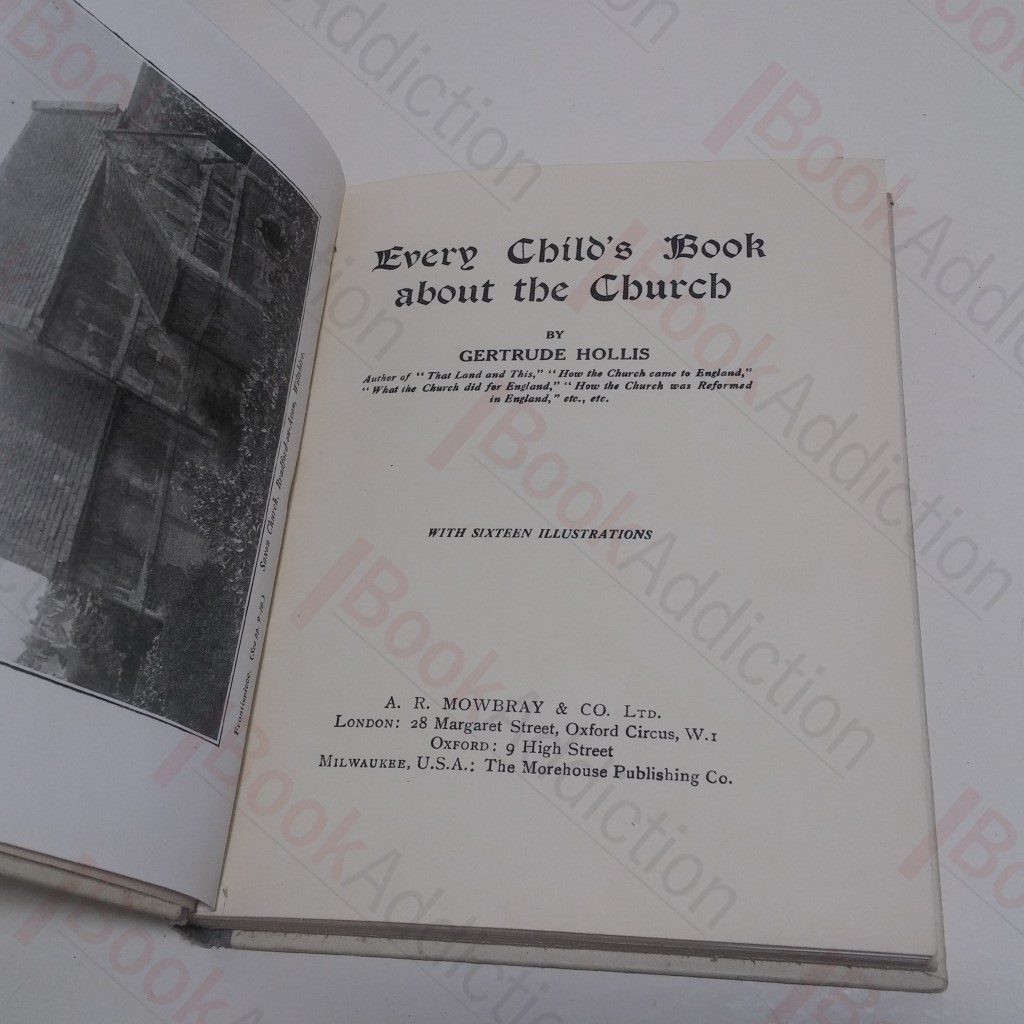 Every Child's Book
about the Church
BY
GERTRUDE HOLLIS
Author of "That Land and This," "How the Church came to England,"
"What the Church did for England," "How the Church was Reformed
in England," etc., etc.
WITH SIXTEEN ILLUSTRATIONS
A. R. MOWBRAY & CO. LTD.
LONDON: 28 Margaret Street, Oxford Circus, W.1
OXFORD: 9 High Street
MILWAUKEE, U.S.A.: The Morehouse Publishing Co.
Frontispiece. Saxon Church, Bradford-on-Avon,
BookAddiction